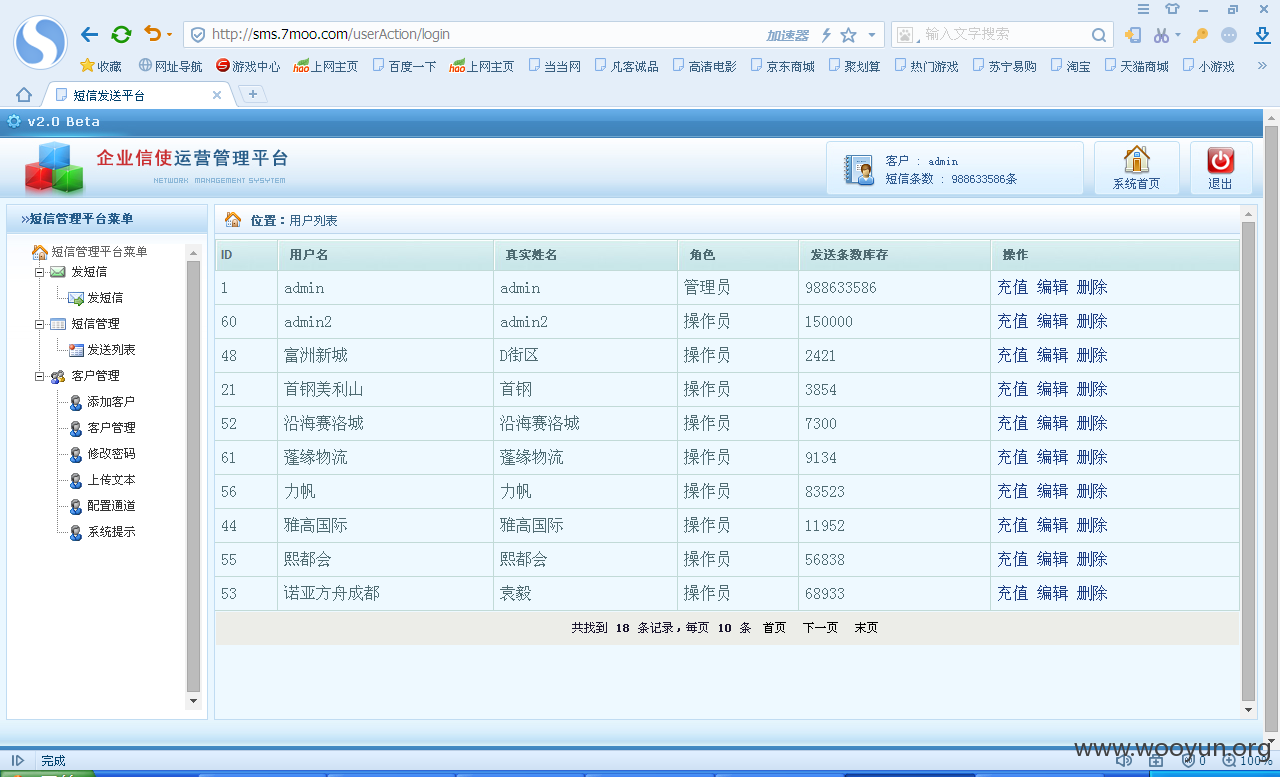 http://sms.7moo.com/userAction/login
加速器
输入文字搜索
收藏 网址导航 游戏中心 hao上网主页 百度一下 hao上网主页 当当网 凡客诚品 高清电影 京东商城 聚划算 热门游戏 苏宁易购 淘宝 天猫商城 小游戏
短信发送平台
v2.0 Beta
企业信使运营管理平台
NETWORK MANAGEMENT SYSYTEM
客户 : admin
短信条数 : 988633586条
系统首页
退出
»短信管理平台菜单
短信管理平台菜单
发短信
发短信
短信管理
发送列表
客户管理
添加客户
客户管理
修改密码
上传文本
配置通道
系统提示
位置：用户列表
ID 用户名 真实姓名 角色 发送条数库存 操作
1 admin admin 管理员 988633586 充值 编辑 删除
60 admin2 admin2 操作员 150000 充值 编辑 删除
48 富洲新城 D街区 操作员 2421 充值 编辑 删除
21 首钢美利山 首钢 操作员 3854 充值 编辑 删除
52 沿海赛洛城 沿海赛洛城 操作员 7300 充值 编辑 删除
61 蓬缘物流 蓬缘物流 操作员 9134 充值 编辑 删除
56 力帆 力帆 操作员 83523 充值 编辑 删除
44 雅高国际 雅高国际 操作员 11952 充值 编辑 删除
55 熙都会 熙都会 操作员 56838 充值 编辑 删除
53 诺亚方舟成都 袁毅 操作员 68933 充值 编辑 删除
共找到 18 条记录，每页 10 条 首页 下一页 末页
www.wooyun.org
完成
0
100%